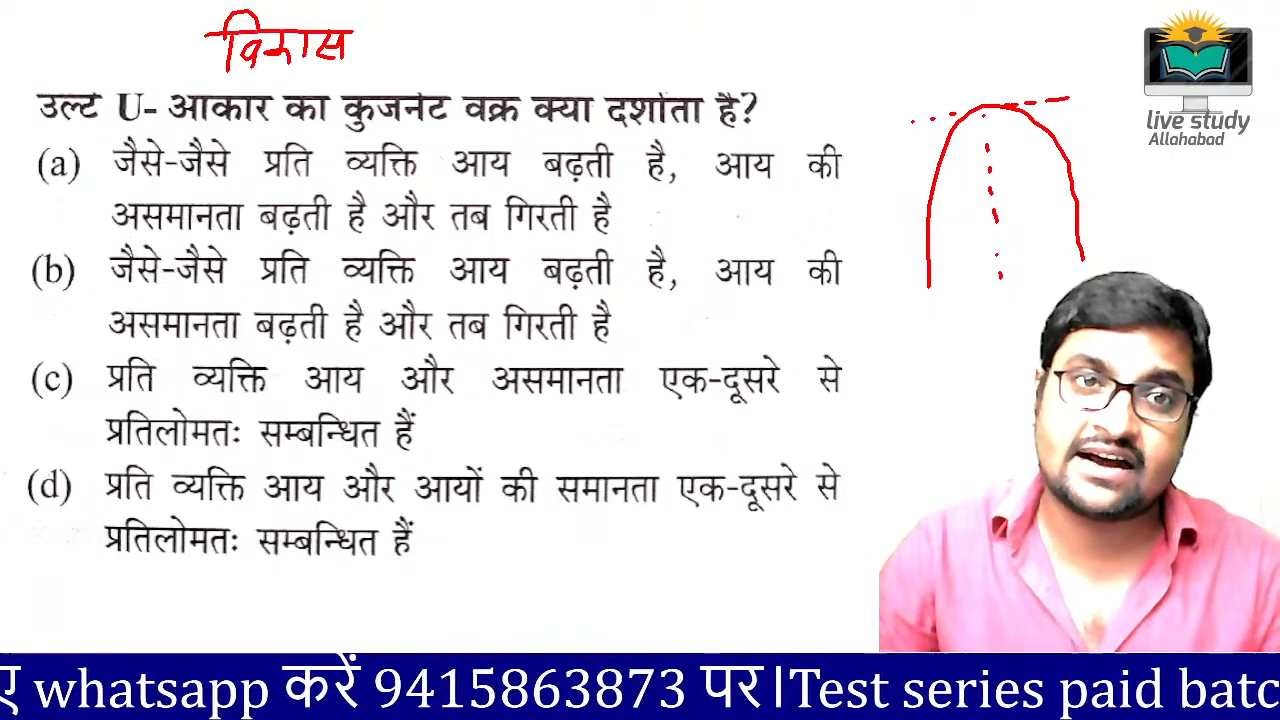 विकास
उल्ट U- आकार का कुजनेट वक्र क्या दर्शाता है?
(a) जैसे-जैसे प्रति व्यक्ति आय बढ़ती है, आय की
असमानता बढ़ती है और तब गिरती है
(b) जैसे-जैसे प्रति व्यक्ति आय बढ़ती है, आय की
असमानता बढ़ती है और तब गिरती है
(c) प्रति व्यक्ति आय और असमानता एक-दूसरे से
प्रतिलोमतः सम्बन्धित हैं
(d) प्रति व्यक्ति आय और आयों की समानता एक-दूसरे से
प्रतिलोमतः सम्बन्धित हैं
live study
Allahabad
ए whatsapp करें 9415863873 पर।Test series paid batc